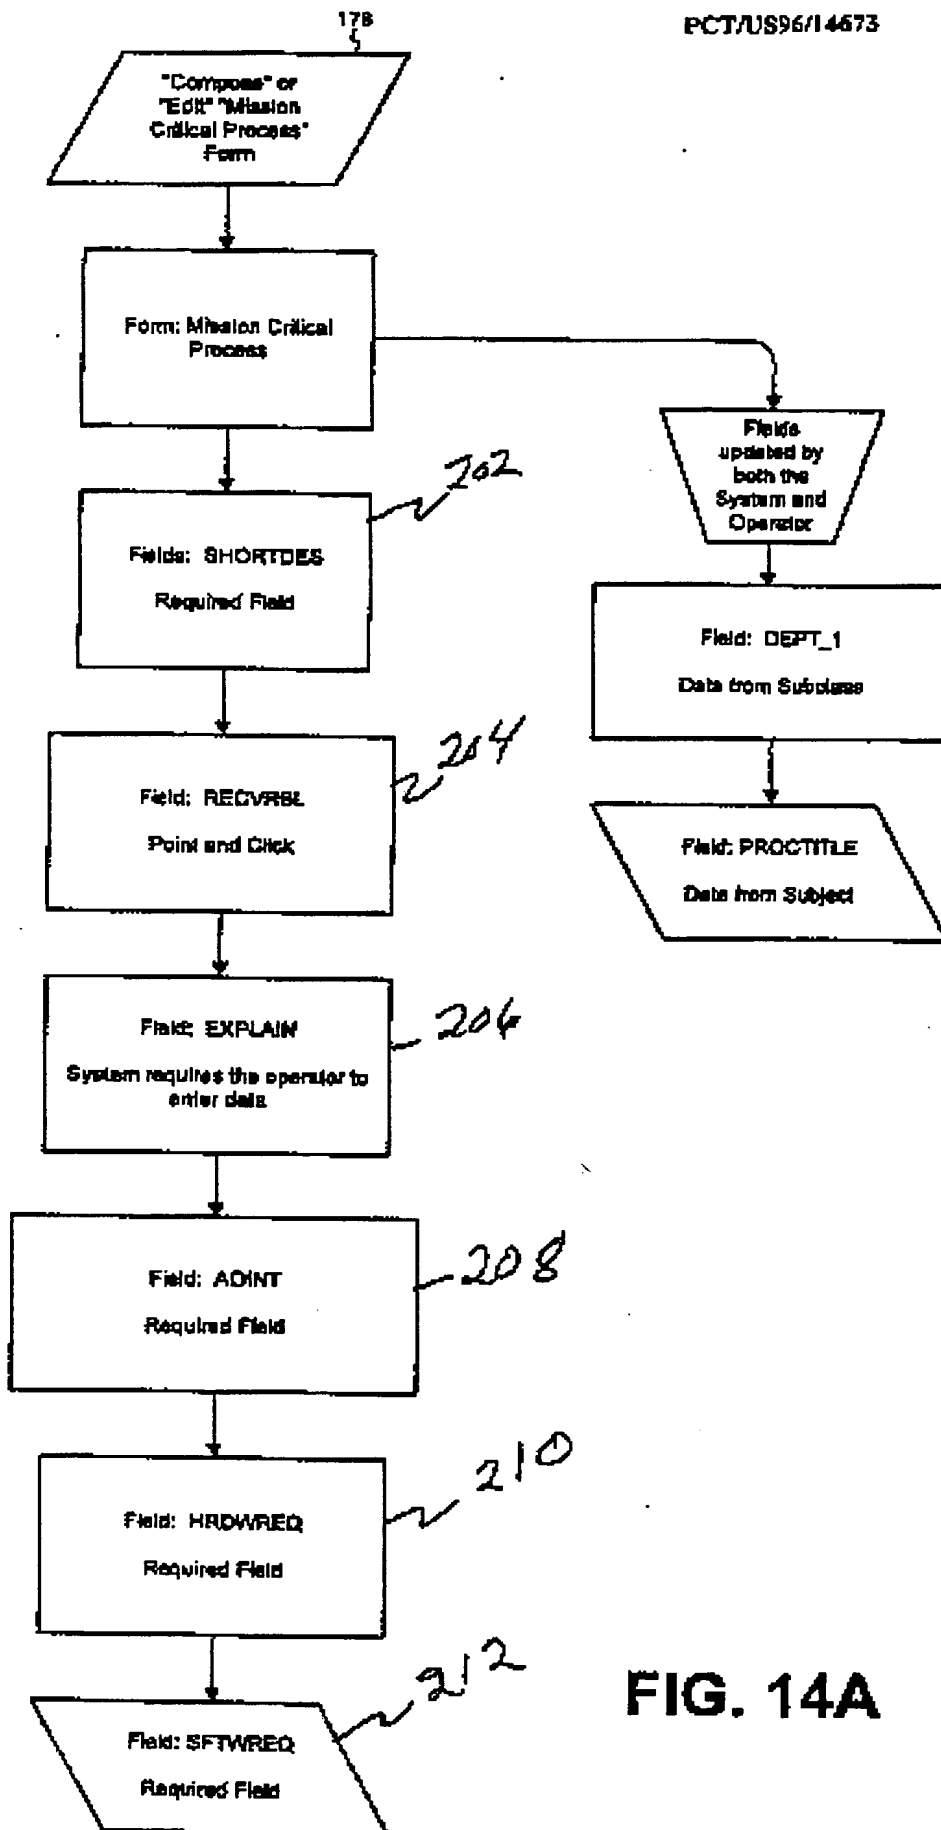 178
PCT/US96/14673
"Compose" or
"Edit" "Mission
Critical Process"
Form
Form: Mission Critical
Process
Fields
updated by
both the
System and
Operator
202
Fields: SHORTDES
Required Field
Field: DEPT_1
Data from Subclass
204
Field: RECVRBL
Point and Click
Field: PROCTITLE
Data from Subject
206
Field: EXPLAIN
System requires the operator to
enter data
208
Field: ADINT
Required Field
210
Field: HRDWREQ
Required Field
212
Field: SFTWREQ
Required Field
FIG. 14A